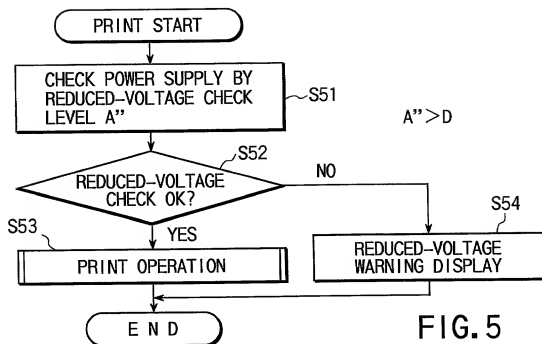 PRINT START
CHECK POWER SUPPLY BY
REDUCED-VOLTAGE CHECK
LEVEL A"
S51
A">D
S52
REDUCED-VOLTAGE
CHECK OK?
NO
YES
S53
PRINT OPERATION
S54
REDUCED-VOLTAGE
WARNING DISPLAY
END
FIG.5